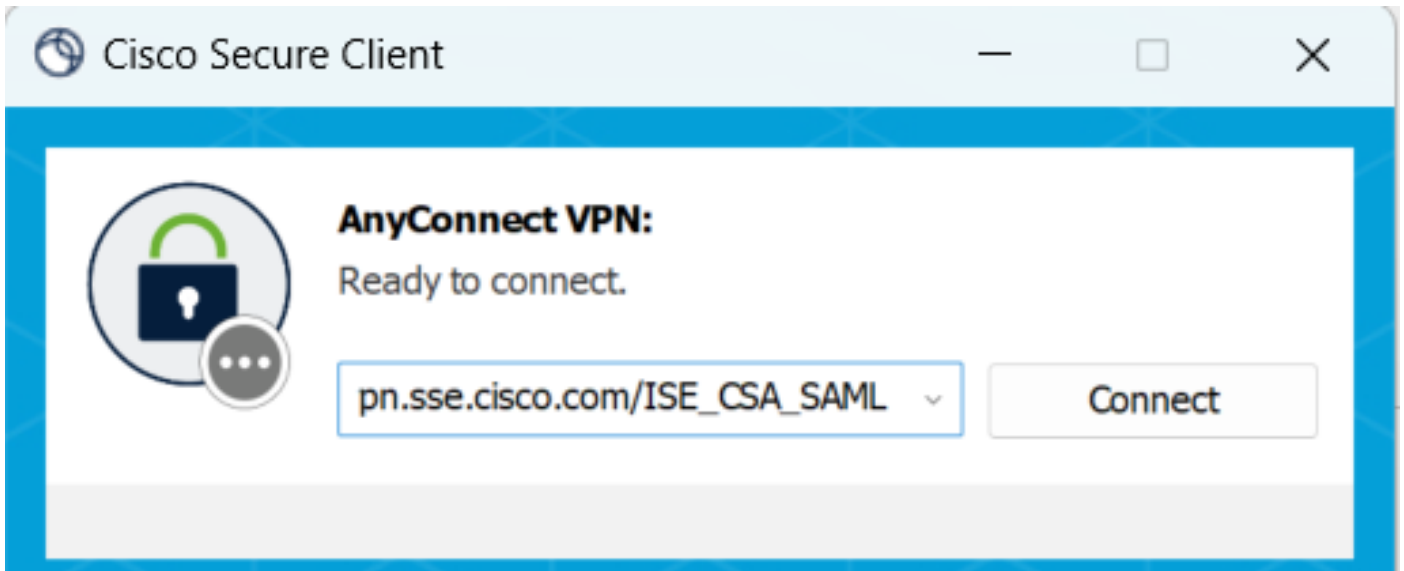 Cisco Secure Client
AnyConnect VPN:
Ready to connect.
pn.sse.cisco.com/ISE_CSA_SAML
Connect